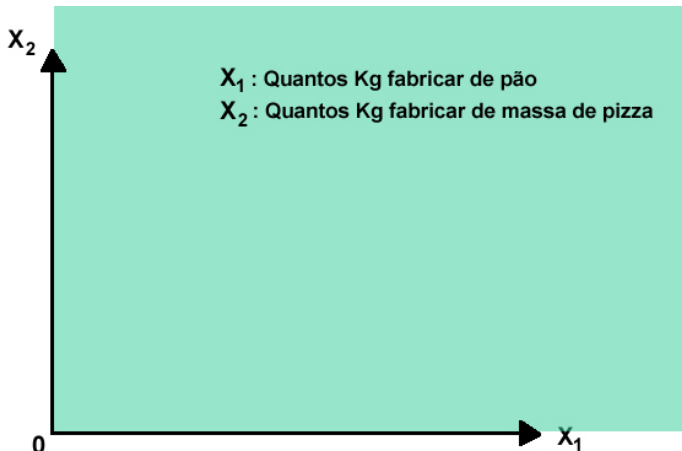 X2
X1 : Quantos Kg fabricar de pão
X2 : Quantos Kg fabricar de massa de pizza
0
X1